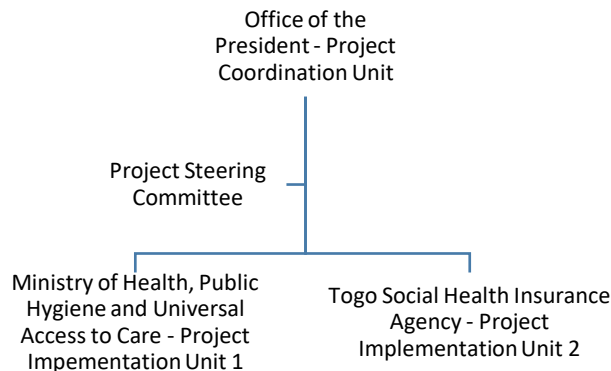 Office of the
President - Project
Coordination Unit
Project Steering
Committee
Ministry of Health, Public
Hygiene and Universal
Access to Care - Project
Impementation Unit 1
Togo Social Health Insurance
Agency - Project
Implementation Unit 2